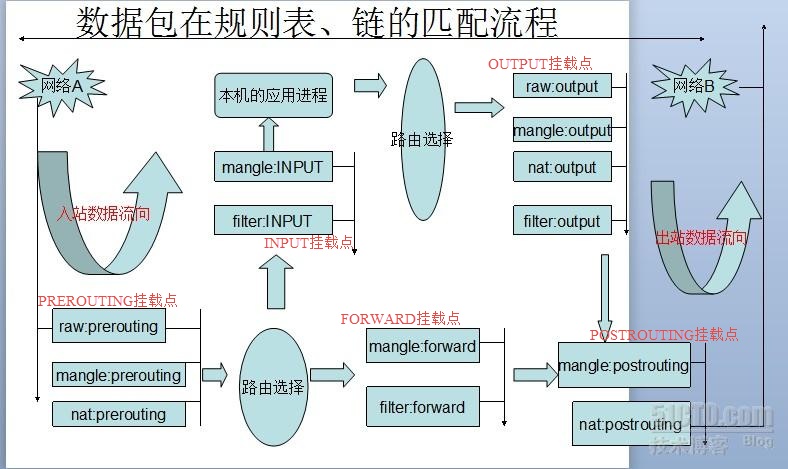 数据包在规则表、链的匹配流程
网络A
本机的应用进程
路由选择
OUTPUT挂载点
raw:output
mangle:output
nat:output
filter:output
网络B
mangle:INPUT
filter:INPUT
INPUT挂载点
入站数据流向
出站数据流向
PREROUTING挂载点
raw:prerouting
mangle:prerouting
nat:prerouting
路由选择
FORWARD挂载点
mangle:forward
filter:forward
POSTROUTING挂载点
mangle:postrouting
nat:postrouting
51CTO.com
技术博客 Blog